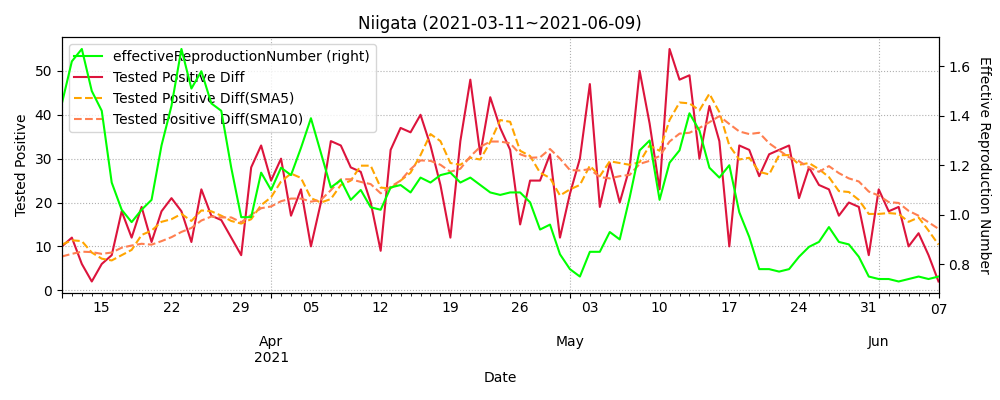 Niigata (2021-03-11~2021-06-09)
effectiveReproductionNumber (right)
Tested Positive Diff
Tested Positive Diff(SMA5)
Tested Positive Diff(SMA10)
Tested Positive
50
40
30
20
10
0
1.6
1.4
1.2
1.0
0.8
Effective Reproduction Number
15 22 29 05 12 19 26 03 10 17 24 31 07
Apr May Jun
2021
Date